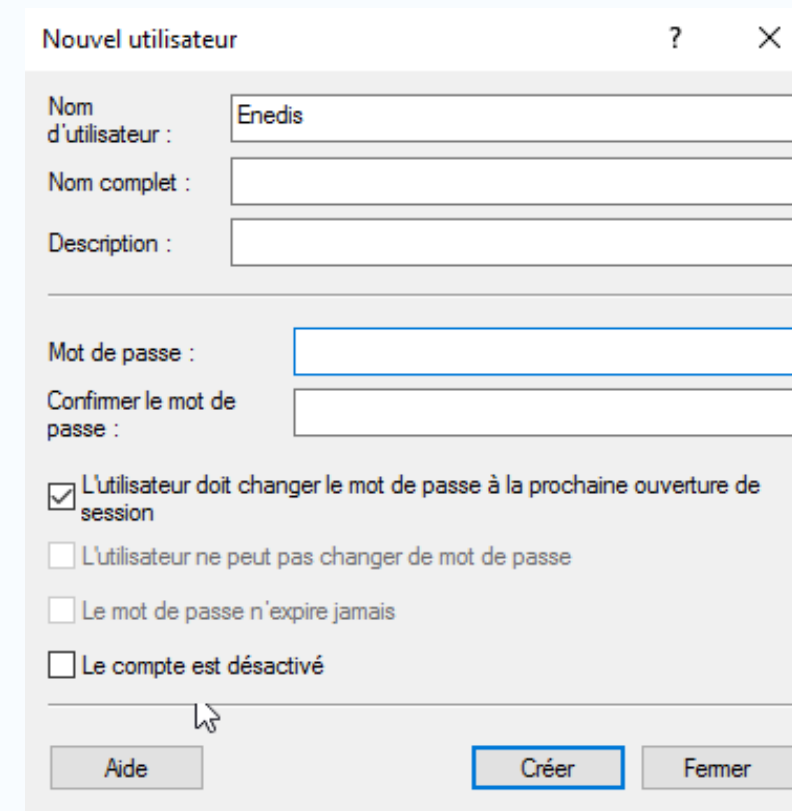 Nouvel utilisateur ? ×
Nom
d'utilisateur :
Enedis
Nom complet :
Description :
Mot de passe :
Confirmer le mot de
passe :
L'utilisateur doit changer le mot de passe à la prochaine ouverture de
session
L'utilisateur ne peut pas changer de mot de passe
Le mot de passe n'expire jamais
Le compte est désactivé
Aide Créer Fermer